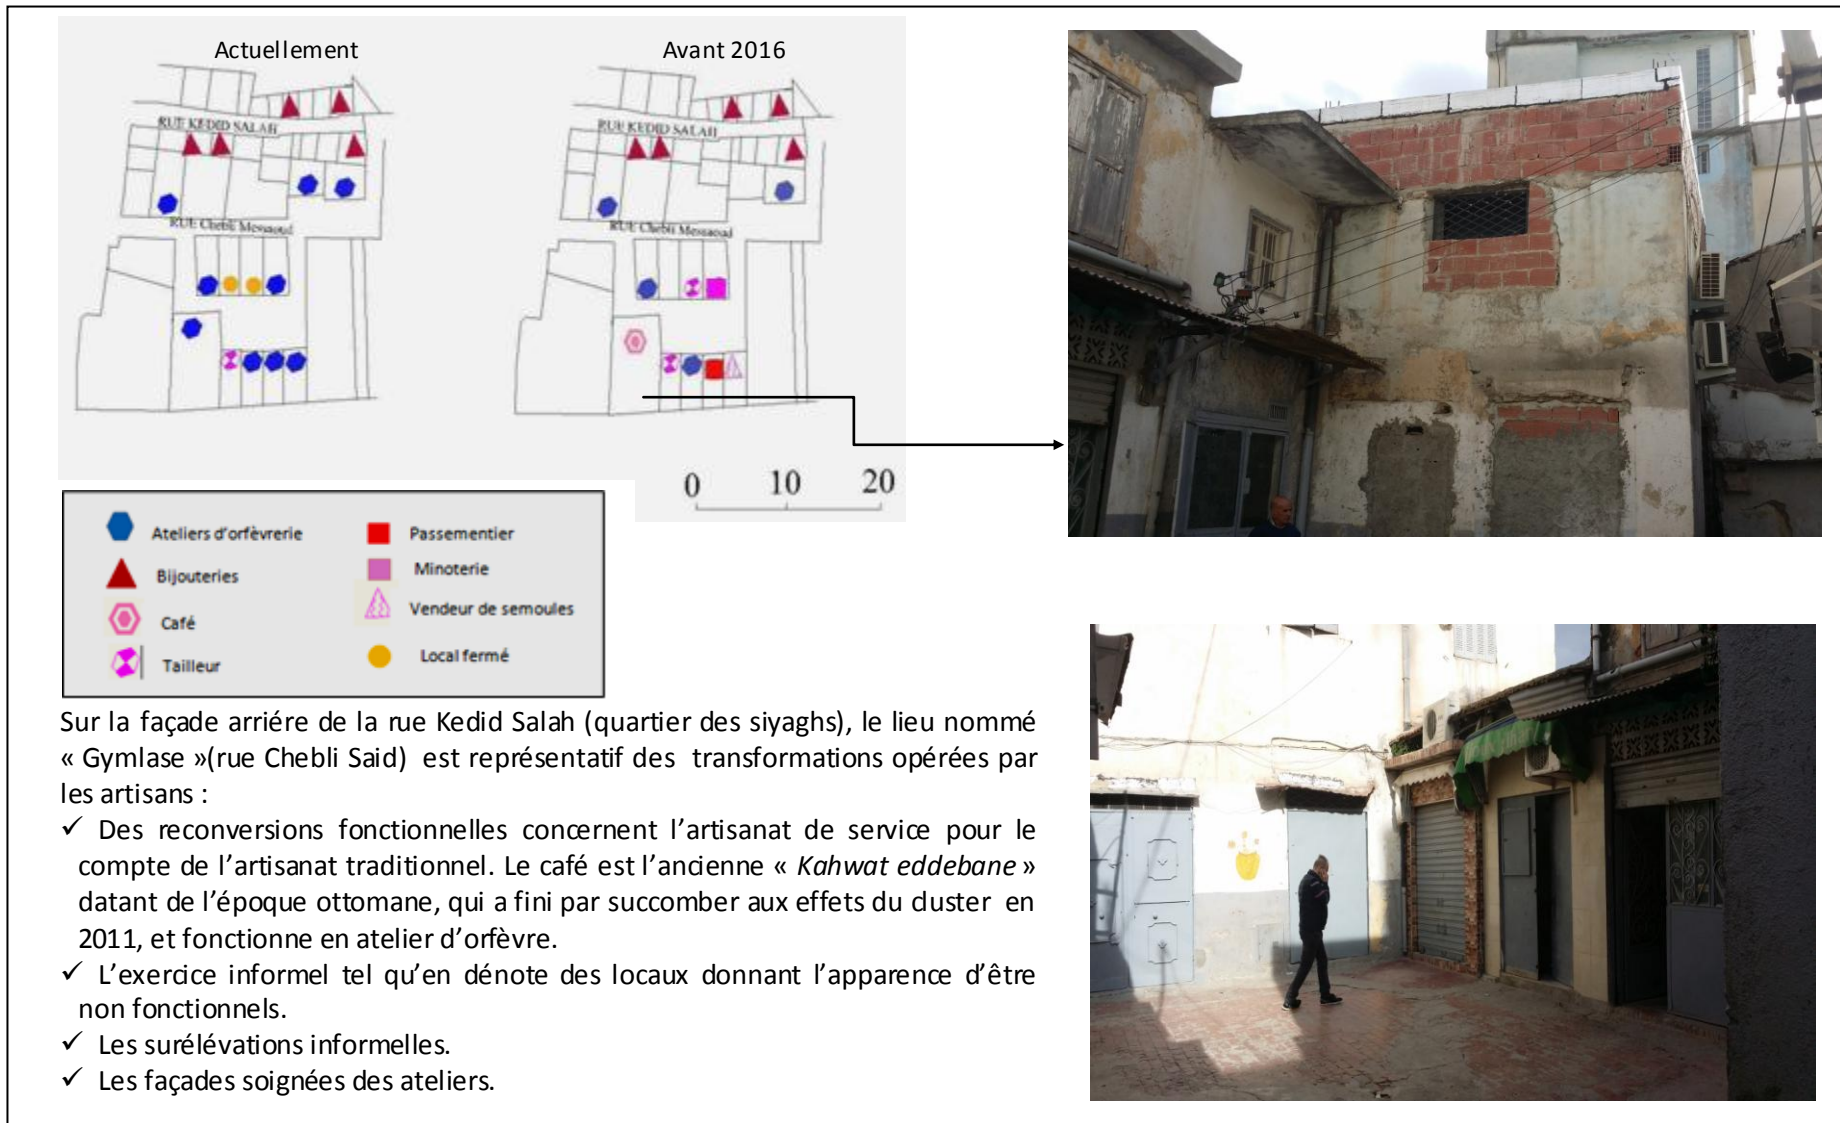 Actuellement
Avant 2016
RUE KEDID SALAH
RUE KEDID SALAH
RUE Chebli Messaoud
RUE Chebli Messaoud
0 10 20
Ateliers d'orfèvrerie
Passementier
Bijouteries
Minoterie
Café
Vendeur de semoules
Tailleur
Local fermé
Sur la façade arriére de la rue Kedid Salah (quartier des siyaghs), le lieu nommé
« Gymlase »(rue Chebli Said) est représentatif des transformations opérées par
les artisans :
✓ Des reconversions fonctionnelles concernent l'artisanat de service pour le
compte de l'artisanat traditionnel. Le café est l'ancienne « Kahwat eddebane »
datant de l'époque ottomane, qui a fini par succomber aux effets du cluster en
2011, et fonctionne en atelier d'orfèvre.
✓ L'exercice informel tel qu'en dénote des locaux donnant l'apparence d'être
non fonctionnels.
✓ Les surélévations informelles.
✓ Les façades soignées des ateliers.